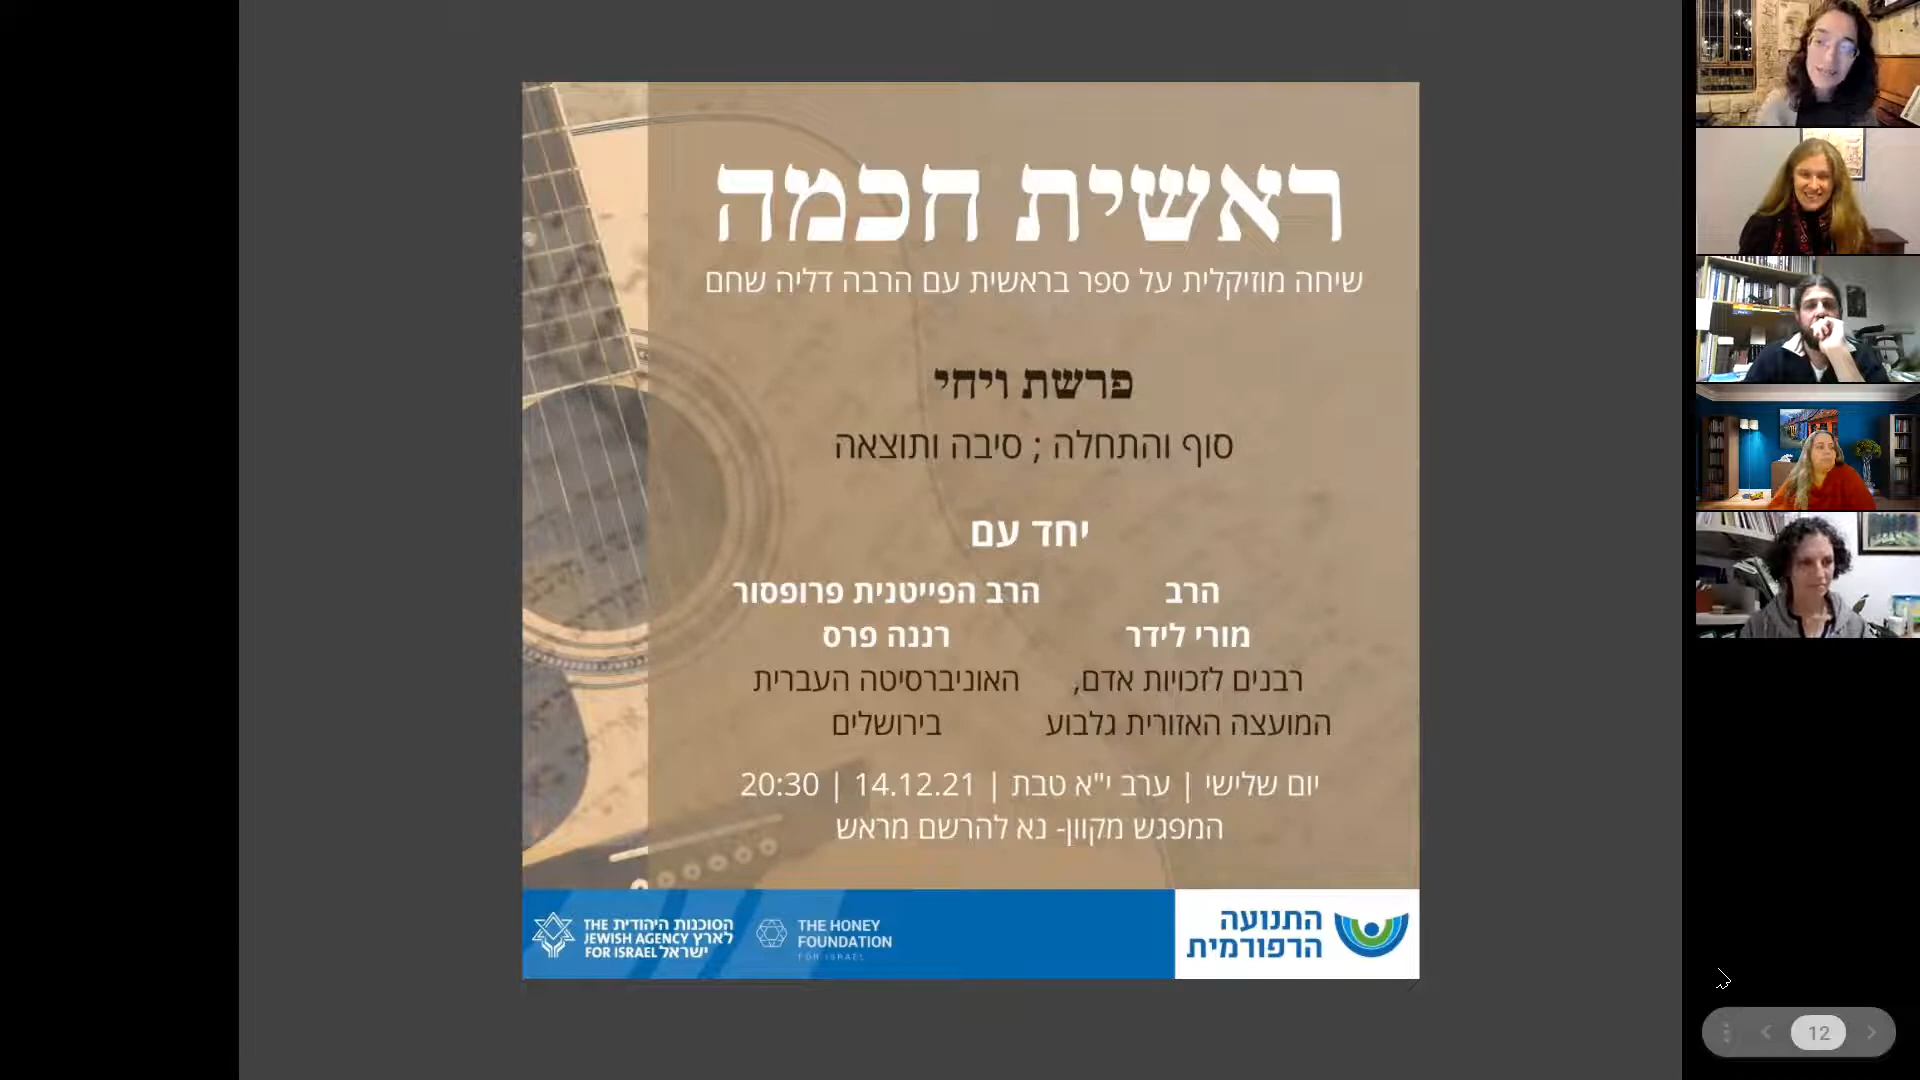 ראשית חכמה
שיחה מוזיקלית על ספר בראשית עם הרבה דליה שחם
פרשת ויחי
סוף והתחלה ; סיבה ותוצאה
יחד עם
הרב
מורי לידר
רבנים לזכויות אדם,
המועצה האזורית גלבוע
הרב הפייטנית פרופסור
רננה פרס
האוניברסיטה העברית
בירושלים
יום שלישי | ערב י"א טבת | 14.12.21 | 20:30
המפגש מקוון- נא להרשם מראש
התנועה
הרפורמית
THE HONEY
FOUNDATION
FOR ISRAEL
THE הסוכנות היהודית
JEWISH AGENCY לארץ
FOR ISRAEL ישראל
12